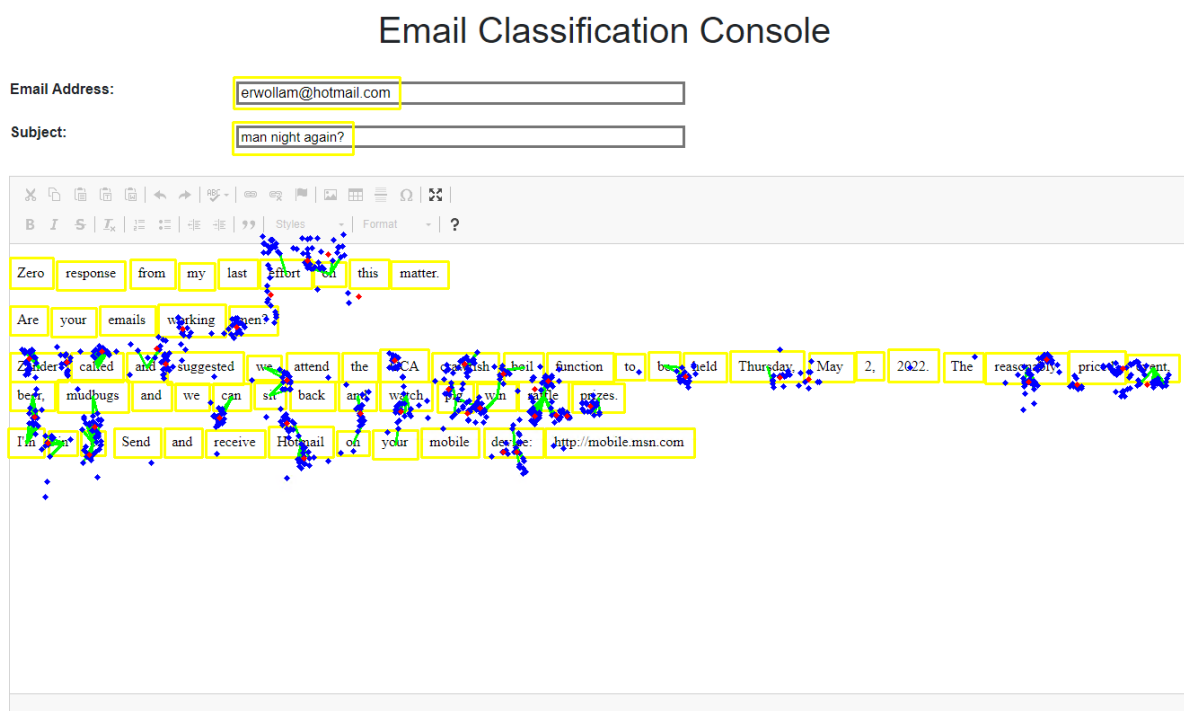 Email Classification Console
Email Address: erwollam@hotmail.com
Subject: man night again?
ABC
B I S Ix Styles Format ?
Zero response from my last effort on this matter.
Are your emails working men?
Zander called and suggested we attend the CCA crawfish boil function to be held Thursday, May 2, 2022. The reasonably priced event,
beer, mudbugs and we can sit back and watch pig win raffle prizes.
I'm in Send and receive Hotmail on your mobile device: http://mobile.msn.com